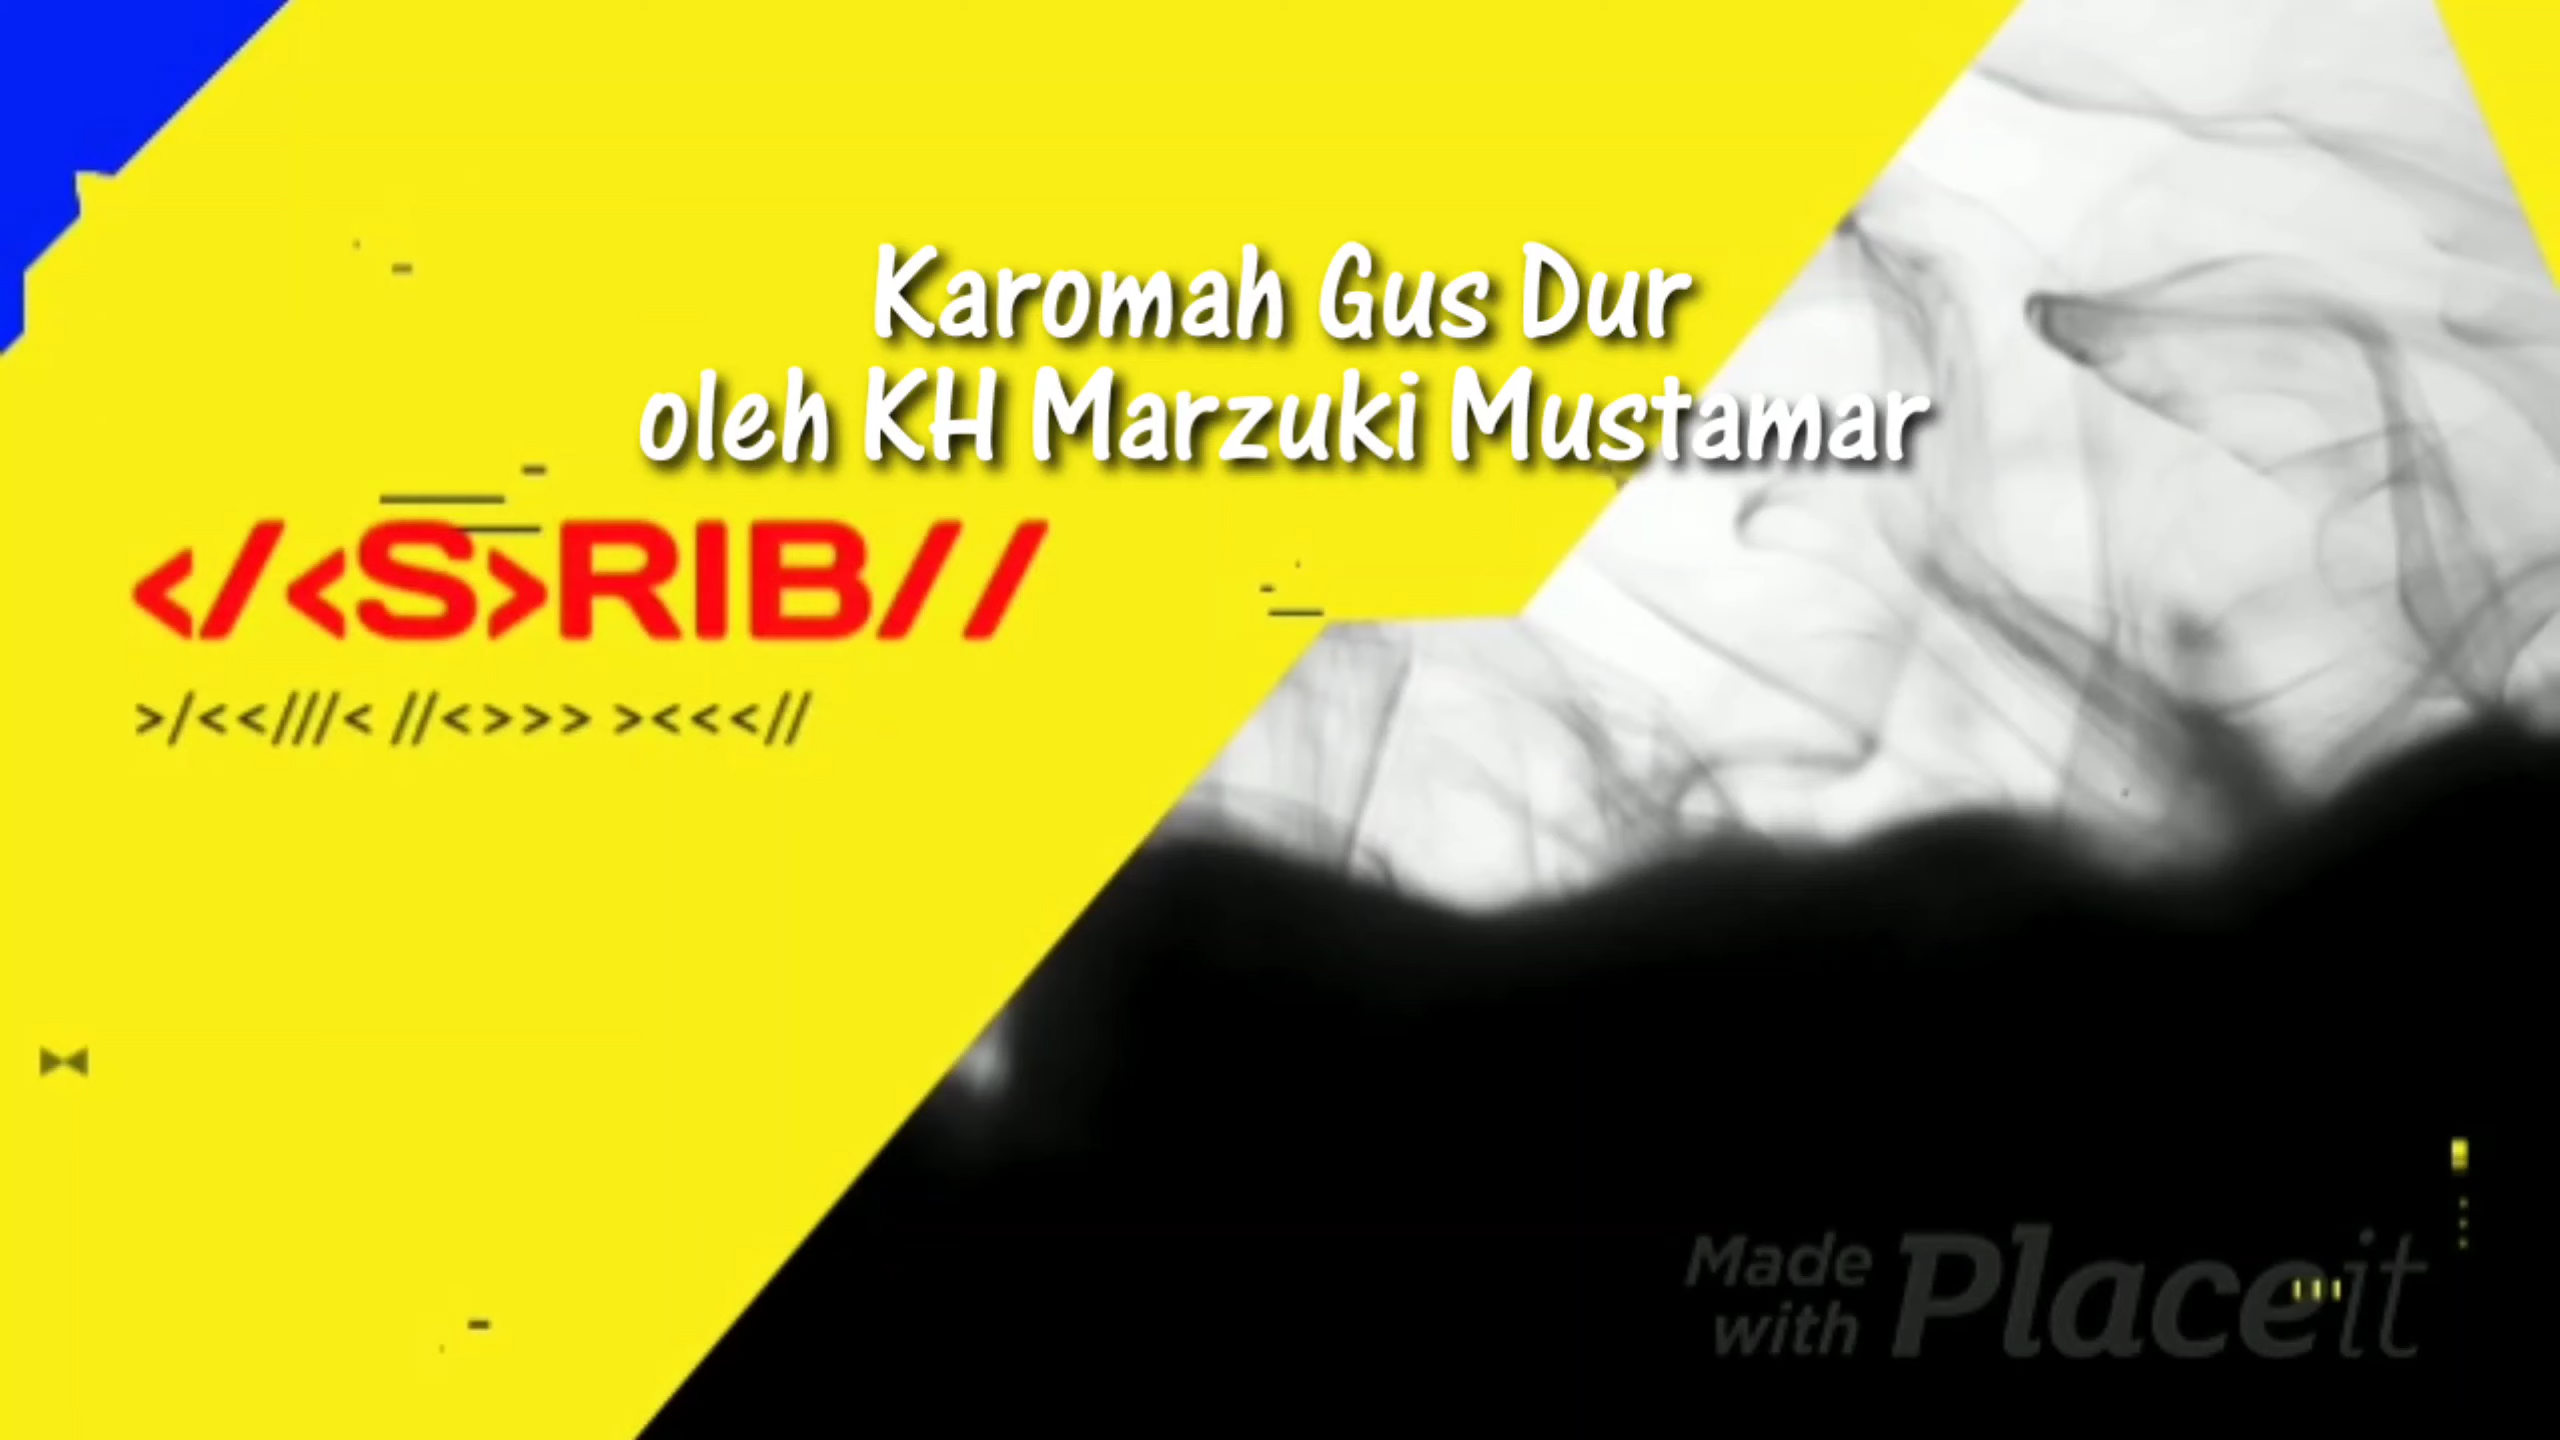 Karomah Gus Dur
oleh KH Marzuki Mustamar
</<S>RIB//
>/<<///< //<>>> ><<<//
Made
with Placeit